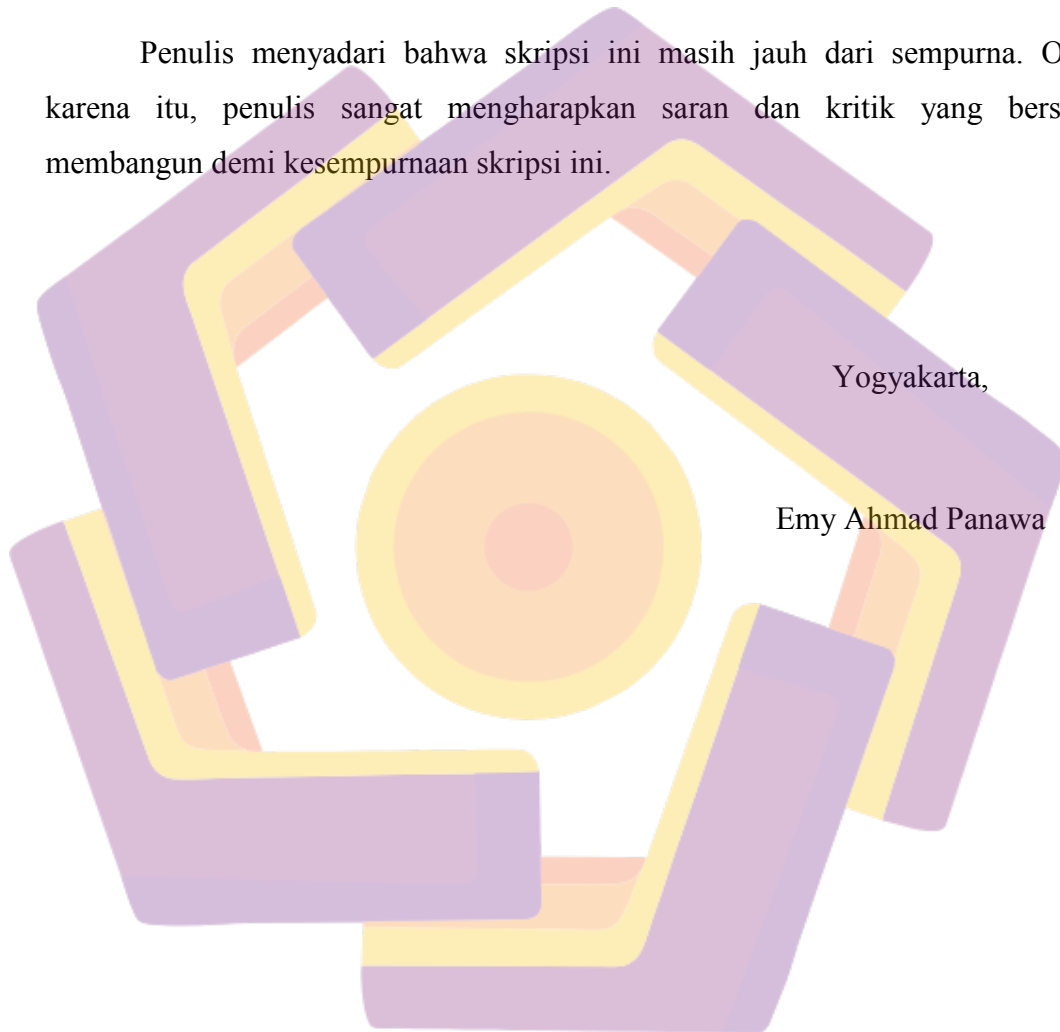 Penulis menyadari bahwa skripsi ini masih jauh dari sempurna. O
karena itu, penulis sangat mengharapkan saran dan kritik yang bers
membangun demi kesempurnaan skripsi ini.
Yogyakarta,
Emy Ahmad Panawa